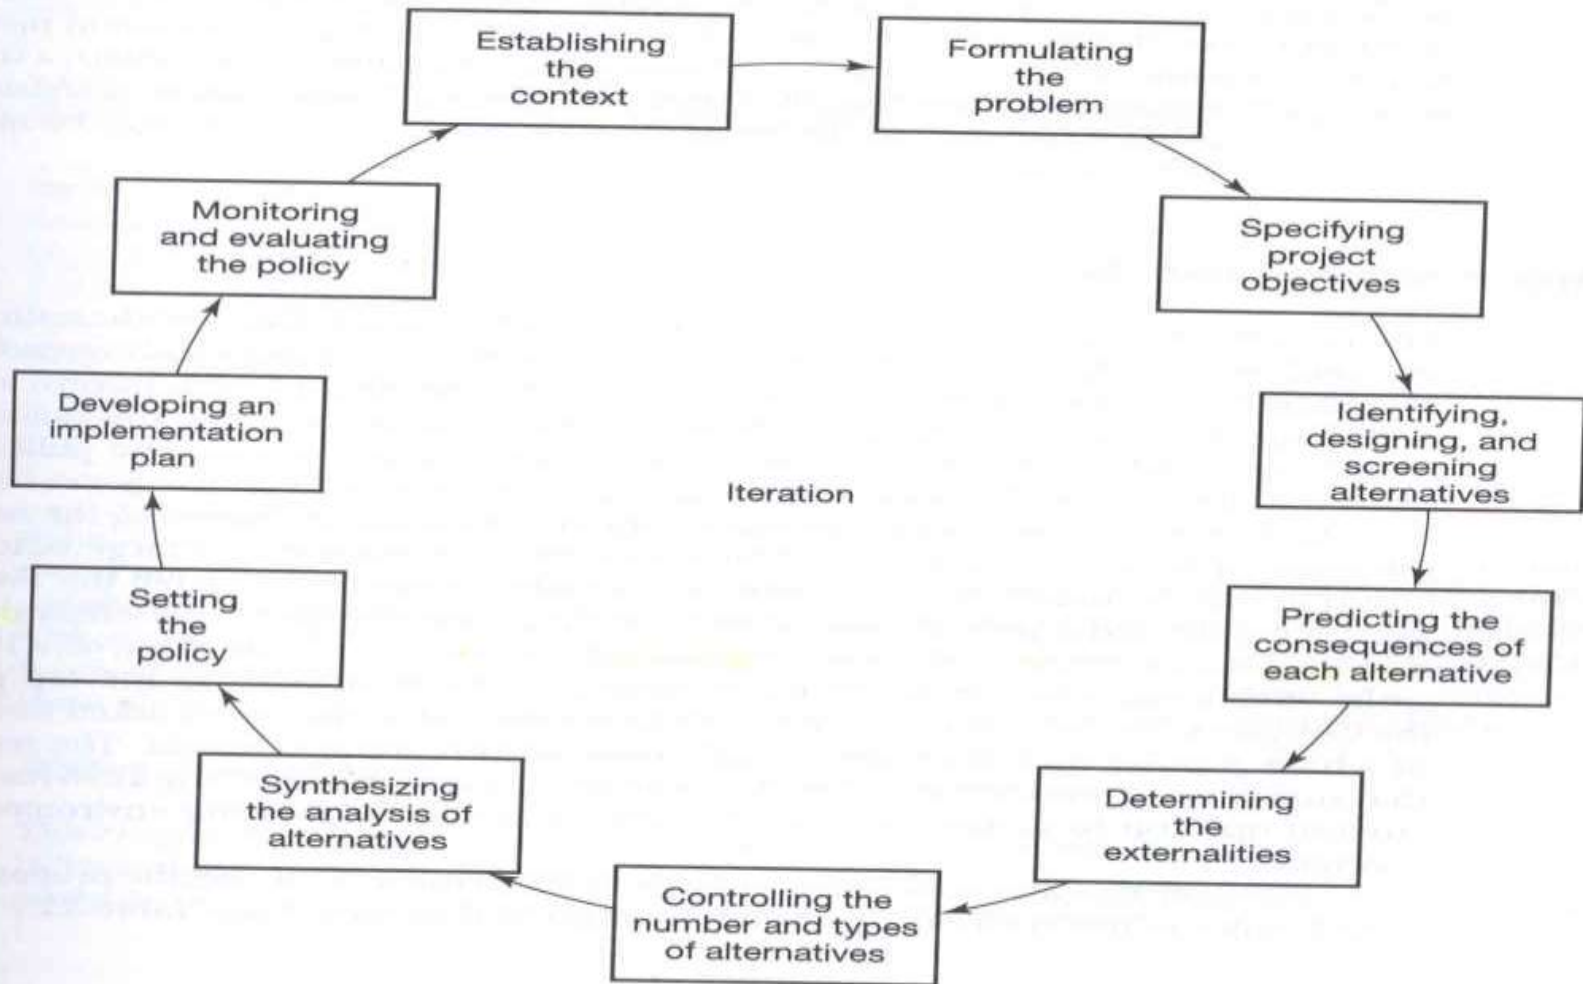 Establishing
the
context
Formulating
the
problem
Specifying
project
objectives
Identifying,
designing, and
screening
alternatives
Predicting the
consequences of
each alternative
Determining
the
externalities
Controlling the
number and types
of alternatives
Synthesizing
the analysis of
alternatives
Setting
the
policy
Developing an
implementation
plan
Monitoring
and evaluating
the policy
Iteration